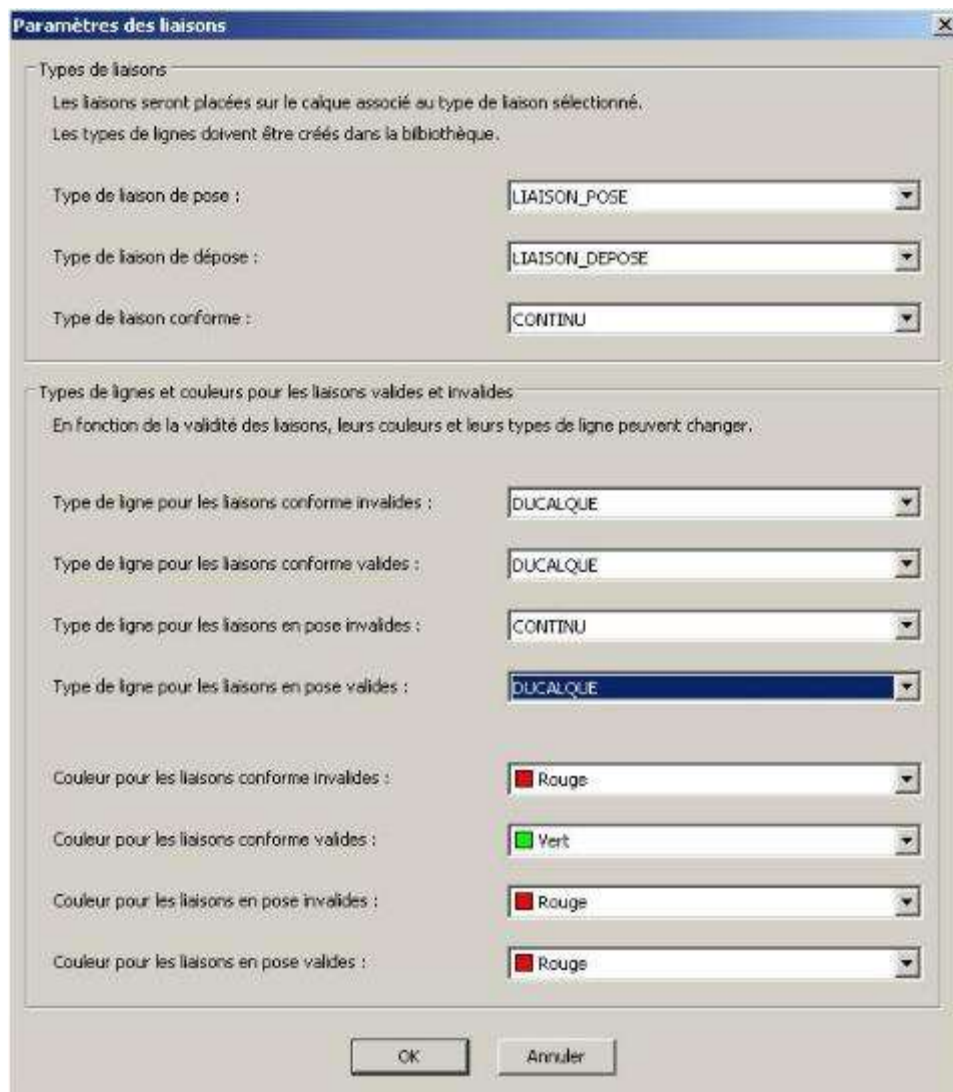 Paramètres des liaisons
Types de liaisons
Les liaisons seront placées sur le calque associé au type de liaison sélectionné.
Les types de lignes doivent être créés dans la bilbiothèque.
Type de liaison de pose : LIAISON_POSE
Type de liaison de dépose : LIAISON_DEPOSE
Type de liaison conforme : CONTINU
Types de lignes et couleurs pour les liaisons valides et invalides
En fonction de la validité des liaisons, leurs couleurs et leurs types de ligne peuvent changer.
Type de ligne pour les liaisons conforme invalides : DUCALQUE
Type de ligne pour les liaisons conforme valides : DUCALQUE
Type de ligne pour les liaisons en pose invalides : CONTINU
Type de ligne pour les liaisons en pose valides : DUCALQUE
Couleur pour les liaisons conforme invalides : Rouge
Couleur pour les liaisons conforme valides : Vert
Couleur pour les liaisons en pose invalides : Rouge
Couleur pour les liaisons en pose valides : Rouge
OK Annuler